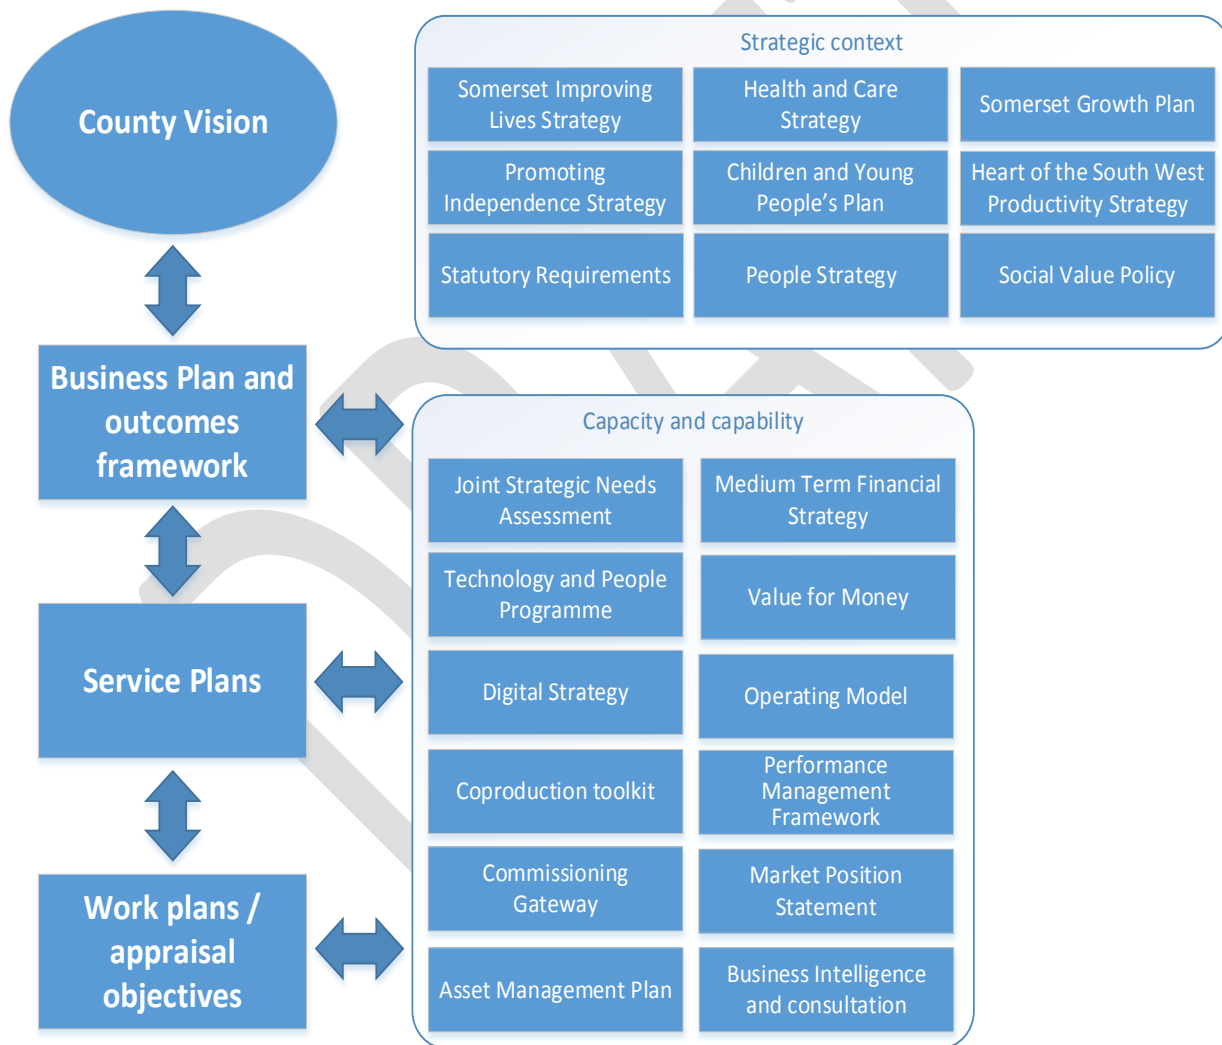 County Vision
Strategic context
Somerset Improving
Lives Strategy
Health and Care
Strategy
Somerset Growth Plan
Promoting
Independence Strategy
Children and Young
People's Plan
Heart of the South West
Productivity Strategy
Statutory Requirements
People Strategy
Social Value Policy
Business Plan and
outcomes
framework
Service Plans
Work plans /
appraisal
objectives
Capacity and capability
Joint Strategic Needs
Assessment
Medium Term Financial
Strategy
Technology and People
Programme
Value for Money
Digital Strategy
Operating Model
Coproduction toolkit
Performance
Management
Framework
Commissioning
Gateway
Market Position
Statement
Asset Management Plan
Business Intelligence
and consultation